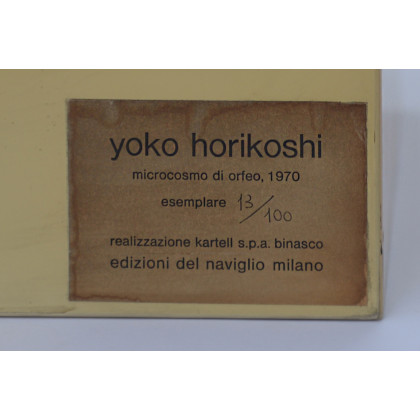 yoko horikoshi
microcosmo di orfeo, 1970
esemplare 13/100
realizzazione kartell s.p.a. binasco
edizioni del naviglio milano